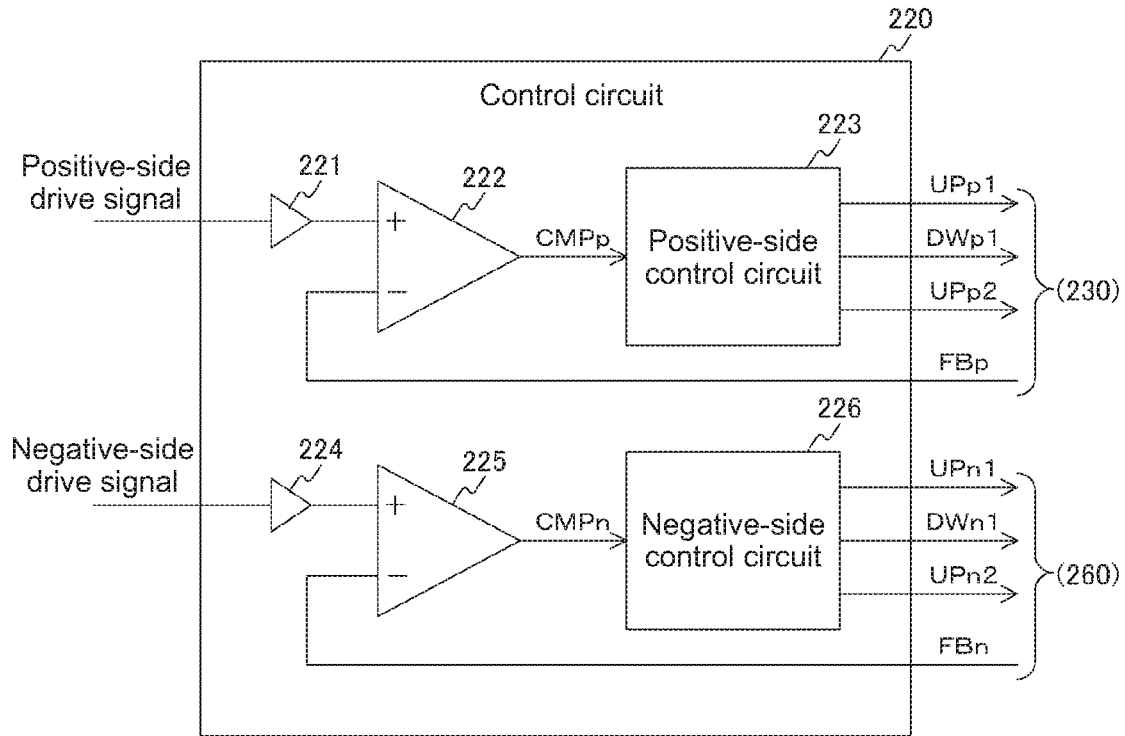 220
Control circuit
Positive-side
drive signal
221
222
+
−
CMPp
223
Positive-side
control circuit
UPp1
DWp1
UPp2
FBp
(230)
Negative-side
drive signal
224
225
+
−
CMPn
226
Negative-side
control circuit
UPn1
DWn1
UPn2
FBn
(260)